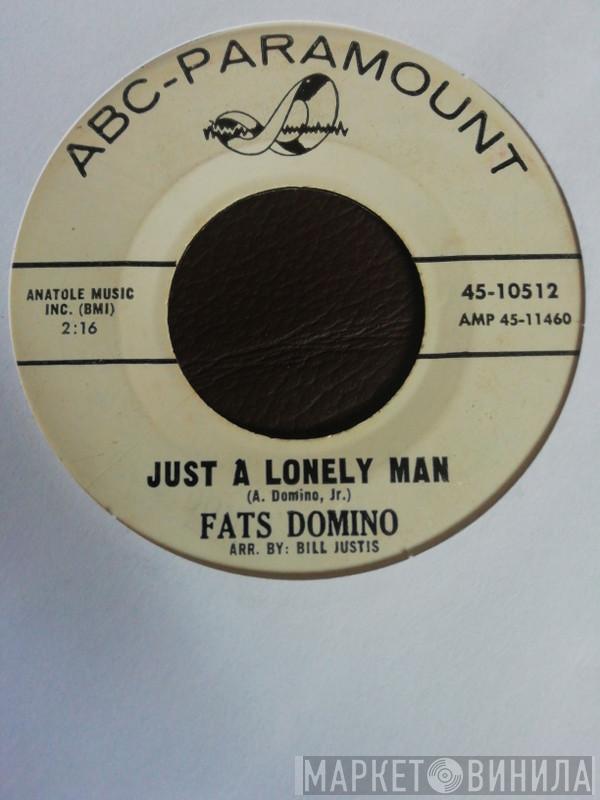 ABC-PARAMOUNT
ANATOLE MUSIC
INC. (BMI)
2:16
45-10512
AMP 45-11460
JUST A LONELY MAN
(A. Domino, Jr.)
FATS DOMINO
ARR. BY: BILL JUSTIS
МАРКЕТ ВИНИЛА